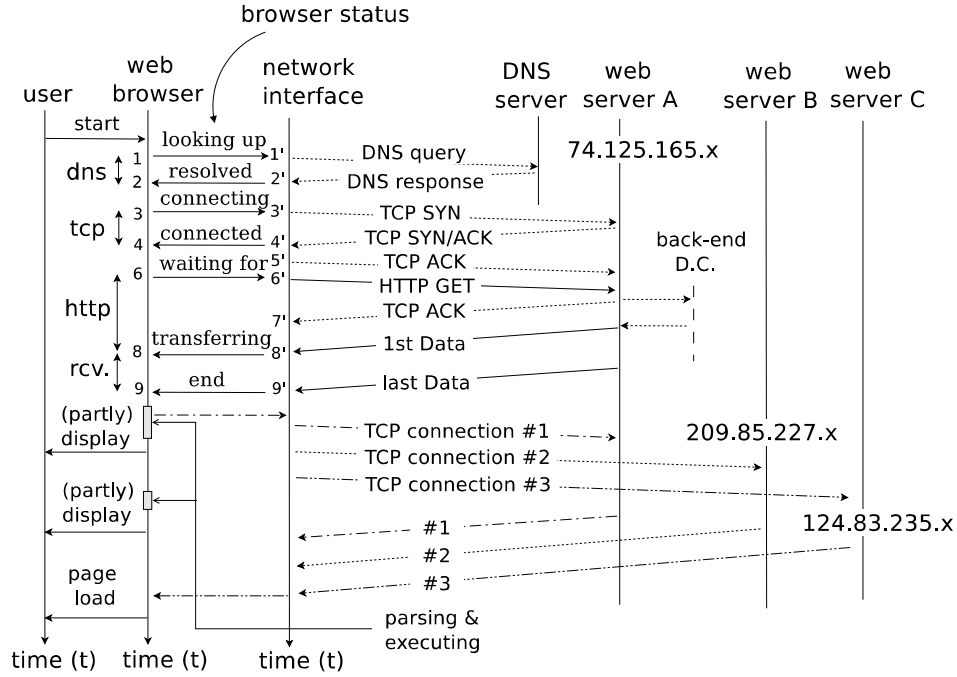 browser status
user
web
browser
network
interface
DNS
server
web
server A
web
server B
web
server C
start
looking up
1
1'
DNS query
74.125.165.x
dns
resolved
2
2'
DNS response
connecting
3
3'
TCP SYN
tcp
connected
4
4'
TCP SYN/ACK
back-end
D.C.
waiting for
5'
TCP ACK
6
6'
HTTP GET
http
7'
TCP ACK
transferring
8
8'
1st Data
rcv.
end
9
9'
last Data
(partly)
display
TCP connection #1
209.85.227.x
TCP connection #2
TCP connection #3
(partly)
display
124.83.235.x
#1
#2
#3
page
load
parsing &
executing
time (t)
time (t)
time (t)